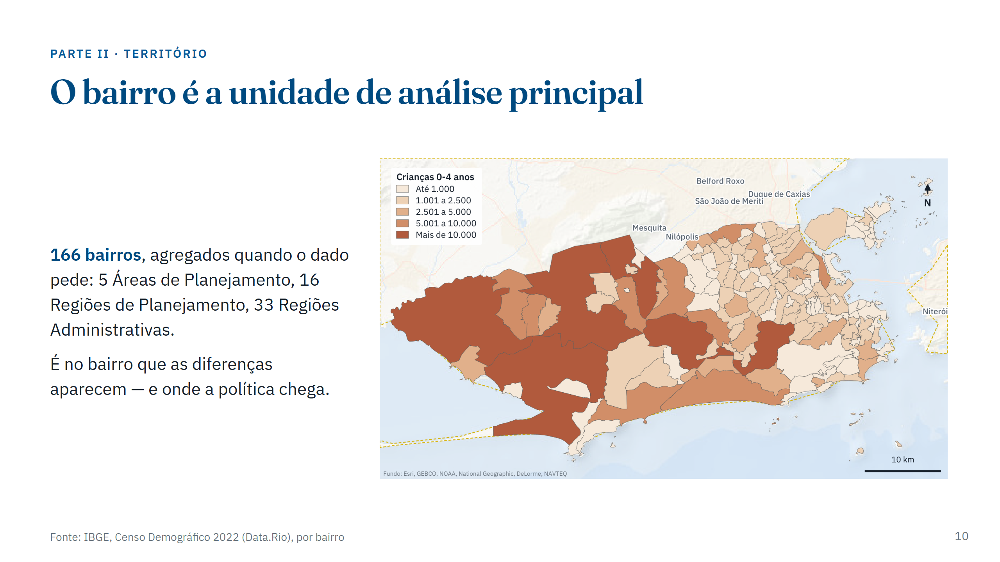 PARTE II · TERRITÓRIO
O bairro é a unidade de análise principal
166 bairros, agregados quando o dado
pede: 5 Áreas de Planejamento, 16
Regiões de Planejamento, 33 Regiões
Administrativas.
É no bairro que as diferenças
aparecem — e onde a política chega.
Crianças 0-4 anos
Até 1.000
1.001 a 2.500
2.501 a 5.000
5.001 a 10.000
Mais de 10.000
Belford Roxo
Duque de Caxias
São João de Meriti
Mesquita
Nilópolis
N
Niterói
10 km
Fundo: Esri, GEBCO, NOAA, National Geographic, DeLorme, NAVTEQ
Fonte: IBGE, Censo Demográfico 2022 (Data.Rio), por bairro
10